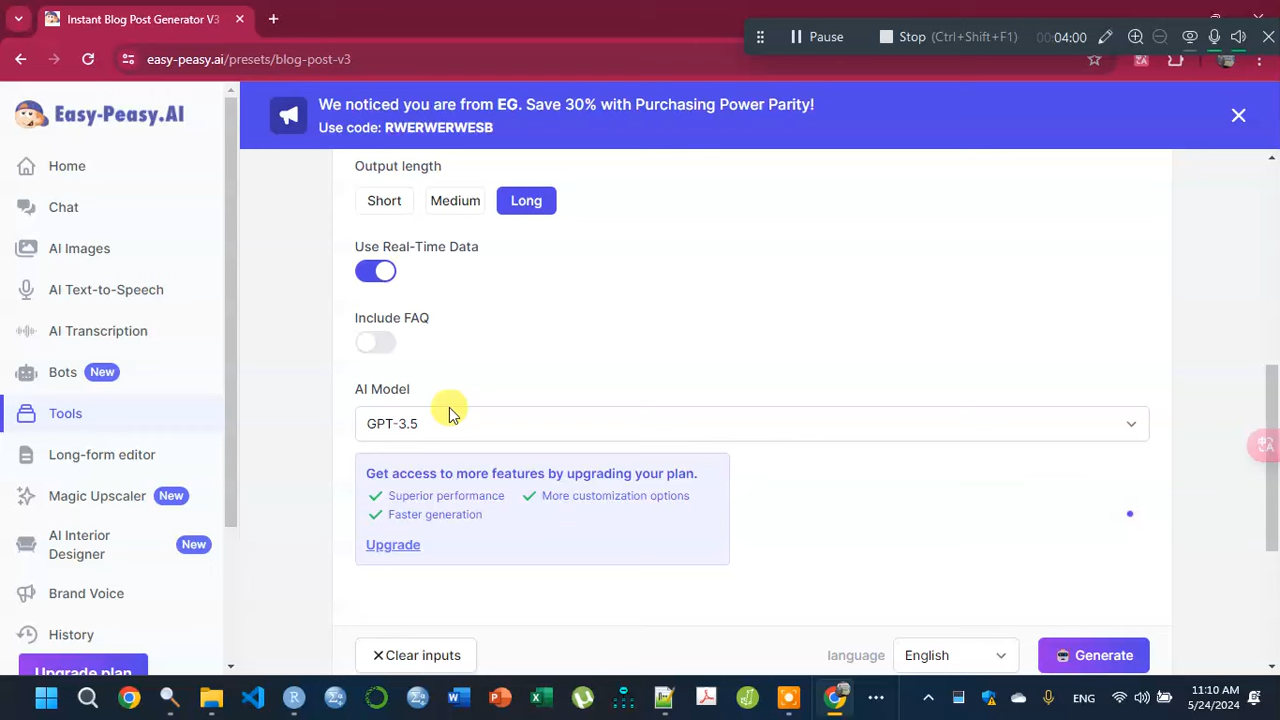 Instant Blog Post Generator V3
Pause
Stop (Ctrl+Shift+F1)
00:04:00
easy-peasy.ai/presets/blog-post-v3
Easy-Peasy.AI
We noticed you are from EG. Save 30% with Purchasing Power Parity!
Use code: RWERWERWESB
Home
Chat
AI Images
AI Text-to-Speech
AI Transcription
Bots New
Tools
Long-form editor
Magic Upscaler New
AI Interior
Designer
New
Brand Voice
History
Upgrade plan
Output length
Short
Medium
Long
Use Real-Time Data
Include FAQ
AI Model
GPT-3.5
Get access to more features by upgrading your plan.
Superior performance
More customization options
Faster generation
Upgrade
Clear inputs
language
English
Generate
ENG
11:10 AM
5/24/2024